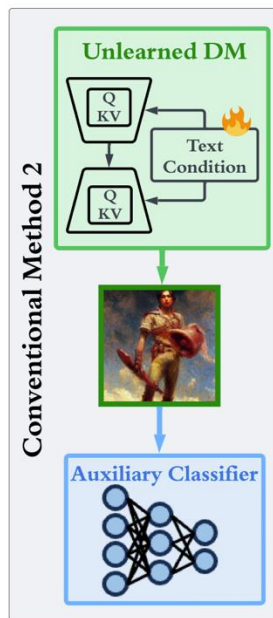 Conventional Method 2
Unlearned DM
Q
KV
Text
Condition
Q
KV
Auxiliary Classifier